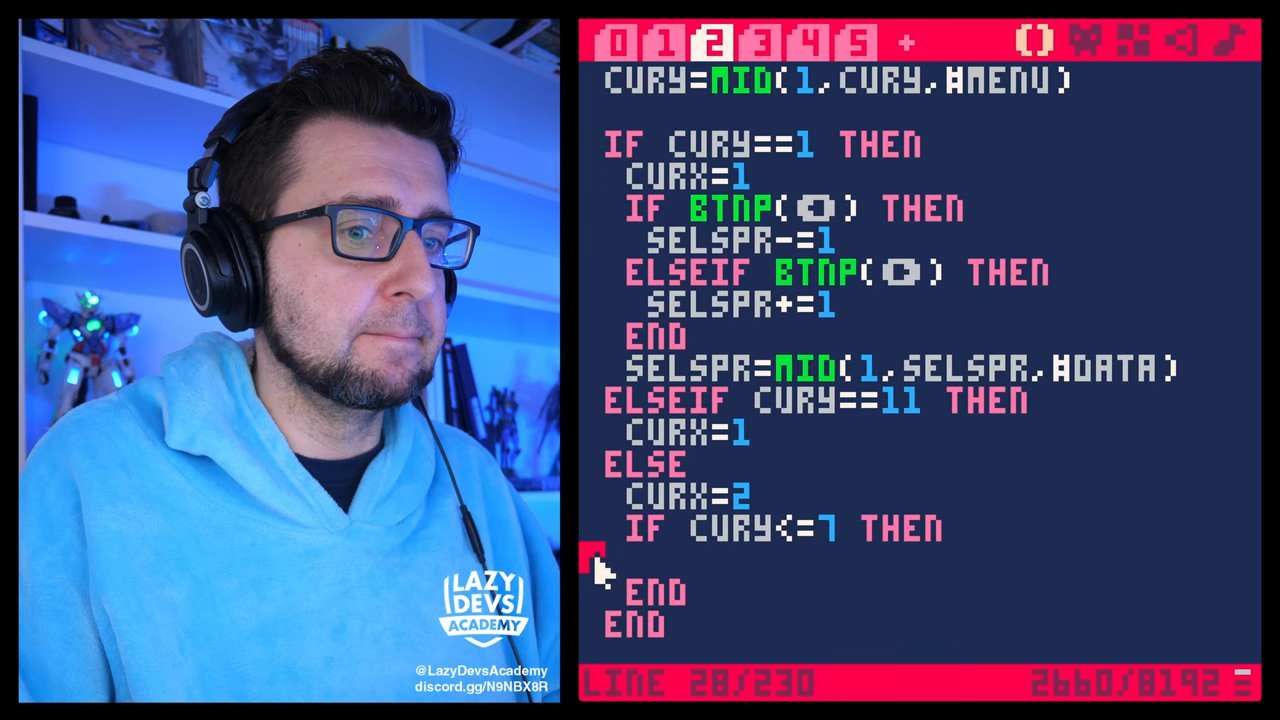 0 1 2 3 4 5 +
CURY=MID(1,CURY,#MENU)
IF CURY==1 THEN
CURX=1
IF BTNP(⬅️) THEN
SELSPR-=1
ELSEIF BTNP(➡️) THEN
SELSPR+=1
END
SELSPR=MID(1,SELSPR,#DATA)
ELSEIF CURY==11 THEN
CURX=1
ELSE
CURX=2
IF CURY<=7 THEN
END
END
LINE 28/230 2660/8192
LAZY
DEVS
ACADEMY
@LazyDevsAcademy
discord.gg/N9NBX8R